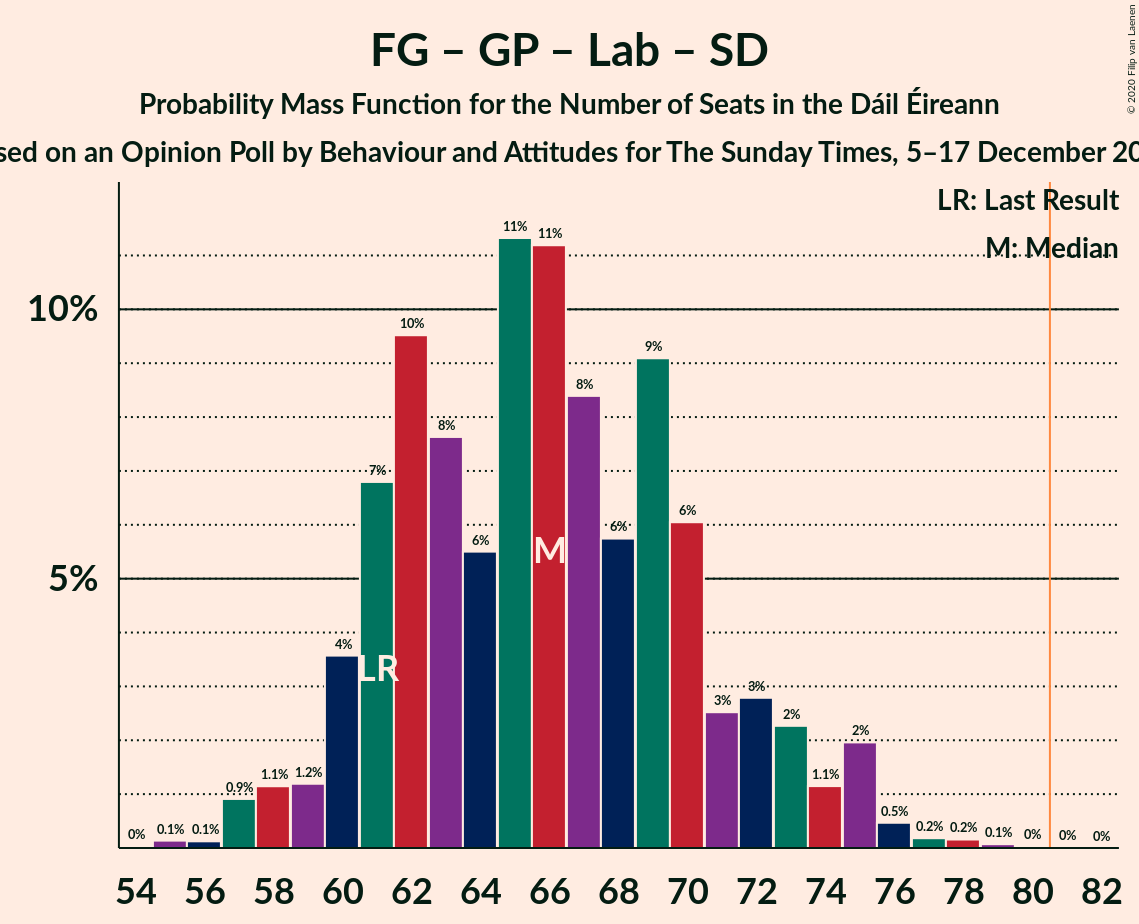 FG – GP – Lab – SD
Probability Mass Function for the Number of Seats in the Dáil Éireann
on an Opinion Poll by Behaviour and Attitudes for The Sunday Times, 5–17 December
© 2020 Filip van Laenen
LR: Last Result
M: Median
10%
5%
0% 0.1% 0.1% 0.9% 1.1% 1.2% 4% 7% 10% 8% 6% 11% 11% 8% 6% 9% 6% 3% 3% 2% 1.1% 2% 0.5% 0.2% 0.2% 0.1% 0% 0% 0%
LR
M
54 56 58 60 62 64 66 68 70 72 74 76 78 80 82